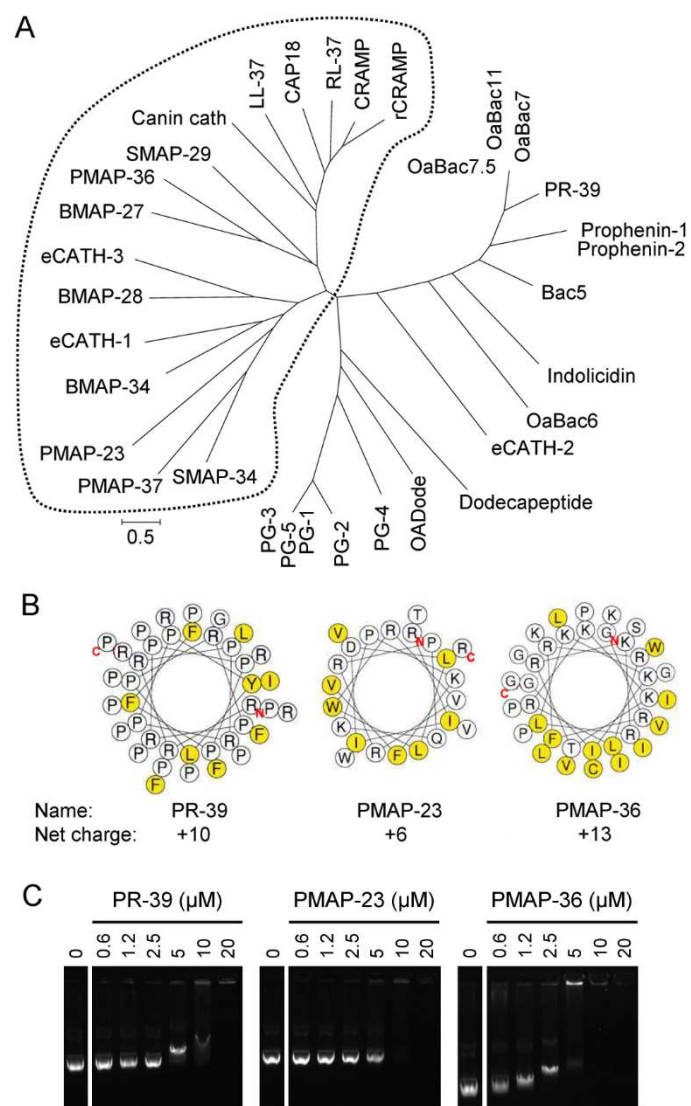 A
LL-37
CAP18
RL-37
CRAMP
rCRAMP
Canin cath
SMAP-29
PMAP-36
BMAP-27
eCATH-3
BMAP-28
eCATH-1
BMAP-34
PMAP-23
PMAP-37
SMAP-34
0.5
PG-3
PG-5
PG-1
PG-2
PG-4
OADode
Dodecapeptide
eCATH-2
OaBac6
Indolicidin
Bac5
Prophenin-1
Prophenin-2
PR-39
OaBac7.5
OaBac11
OaBac7
B
Name: PR-39 PMAP-23 PMAP-36
Net charge: +10 +6 +13
C
PR-39 (µM) PMAP-23 (µM) PMAP-36 (µM)
0 0.6 1.2 2.5 5 10 20 0 0.6 1.2 2.5 5 10 20 0 0.6 1.2 2.5 5 10 20